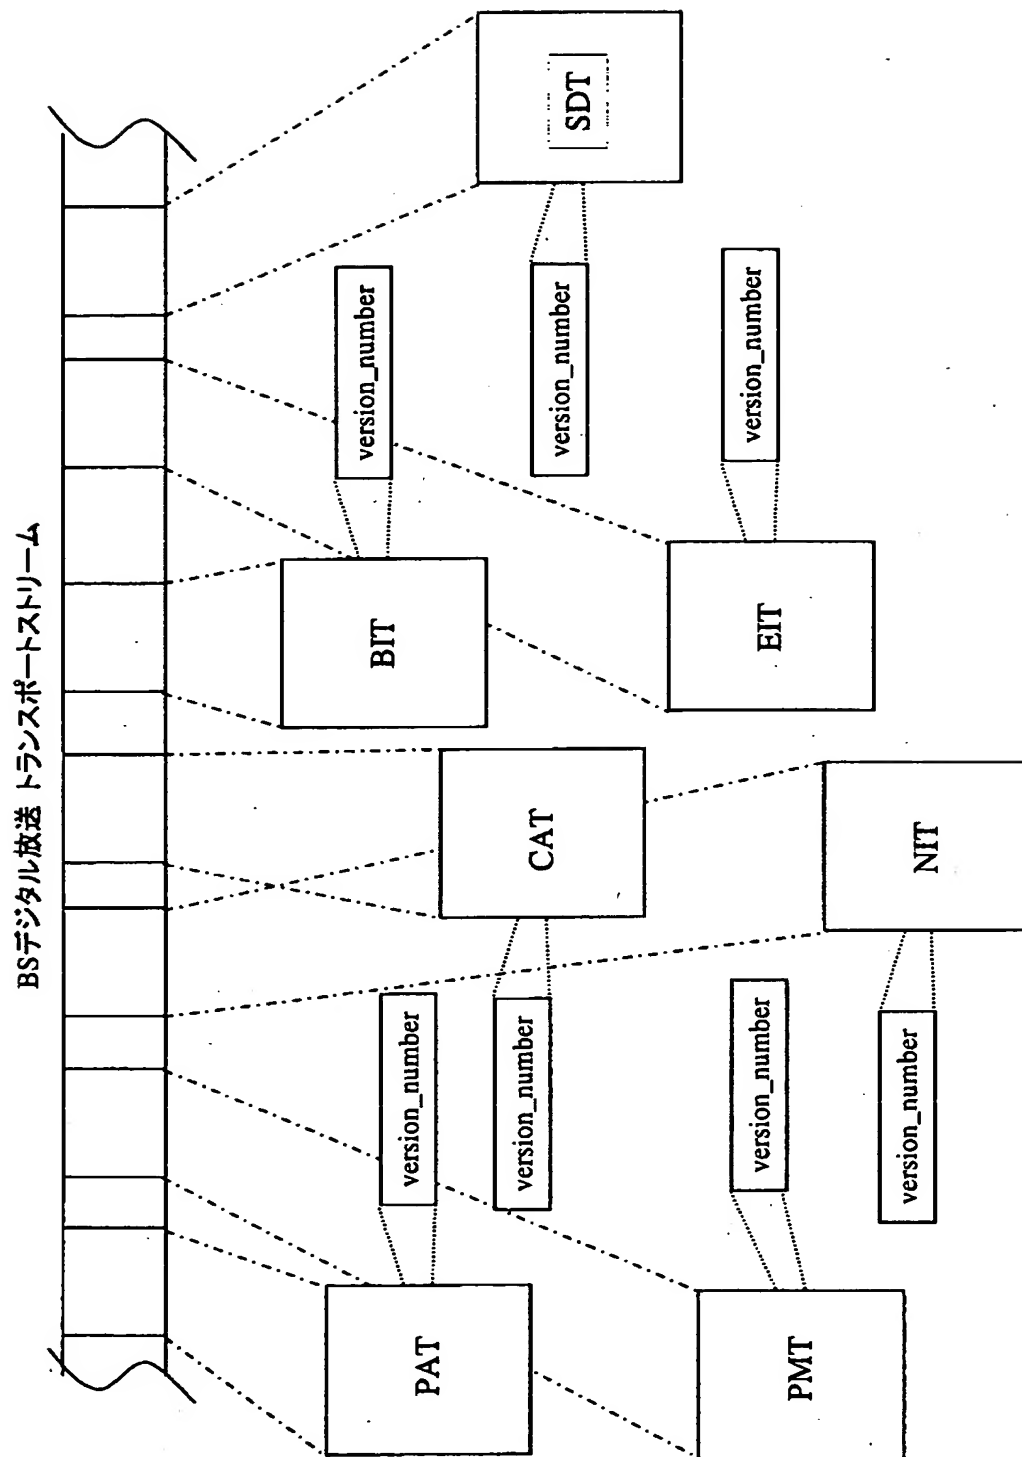 BSデジタル放送 トランスポートストリーム
PAT
version_number
CAT
version_number
BIT
version_number
SDT
version_number
PMT
version_number
NIT
version_number
EIT
version_number